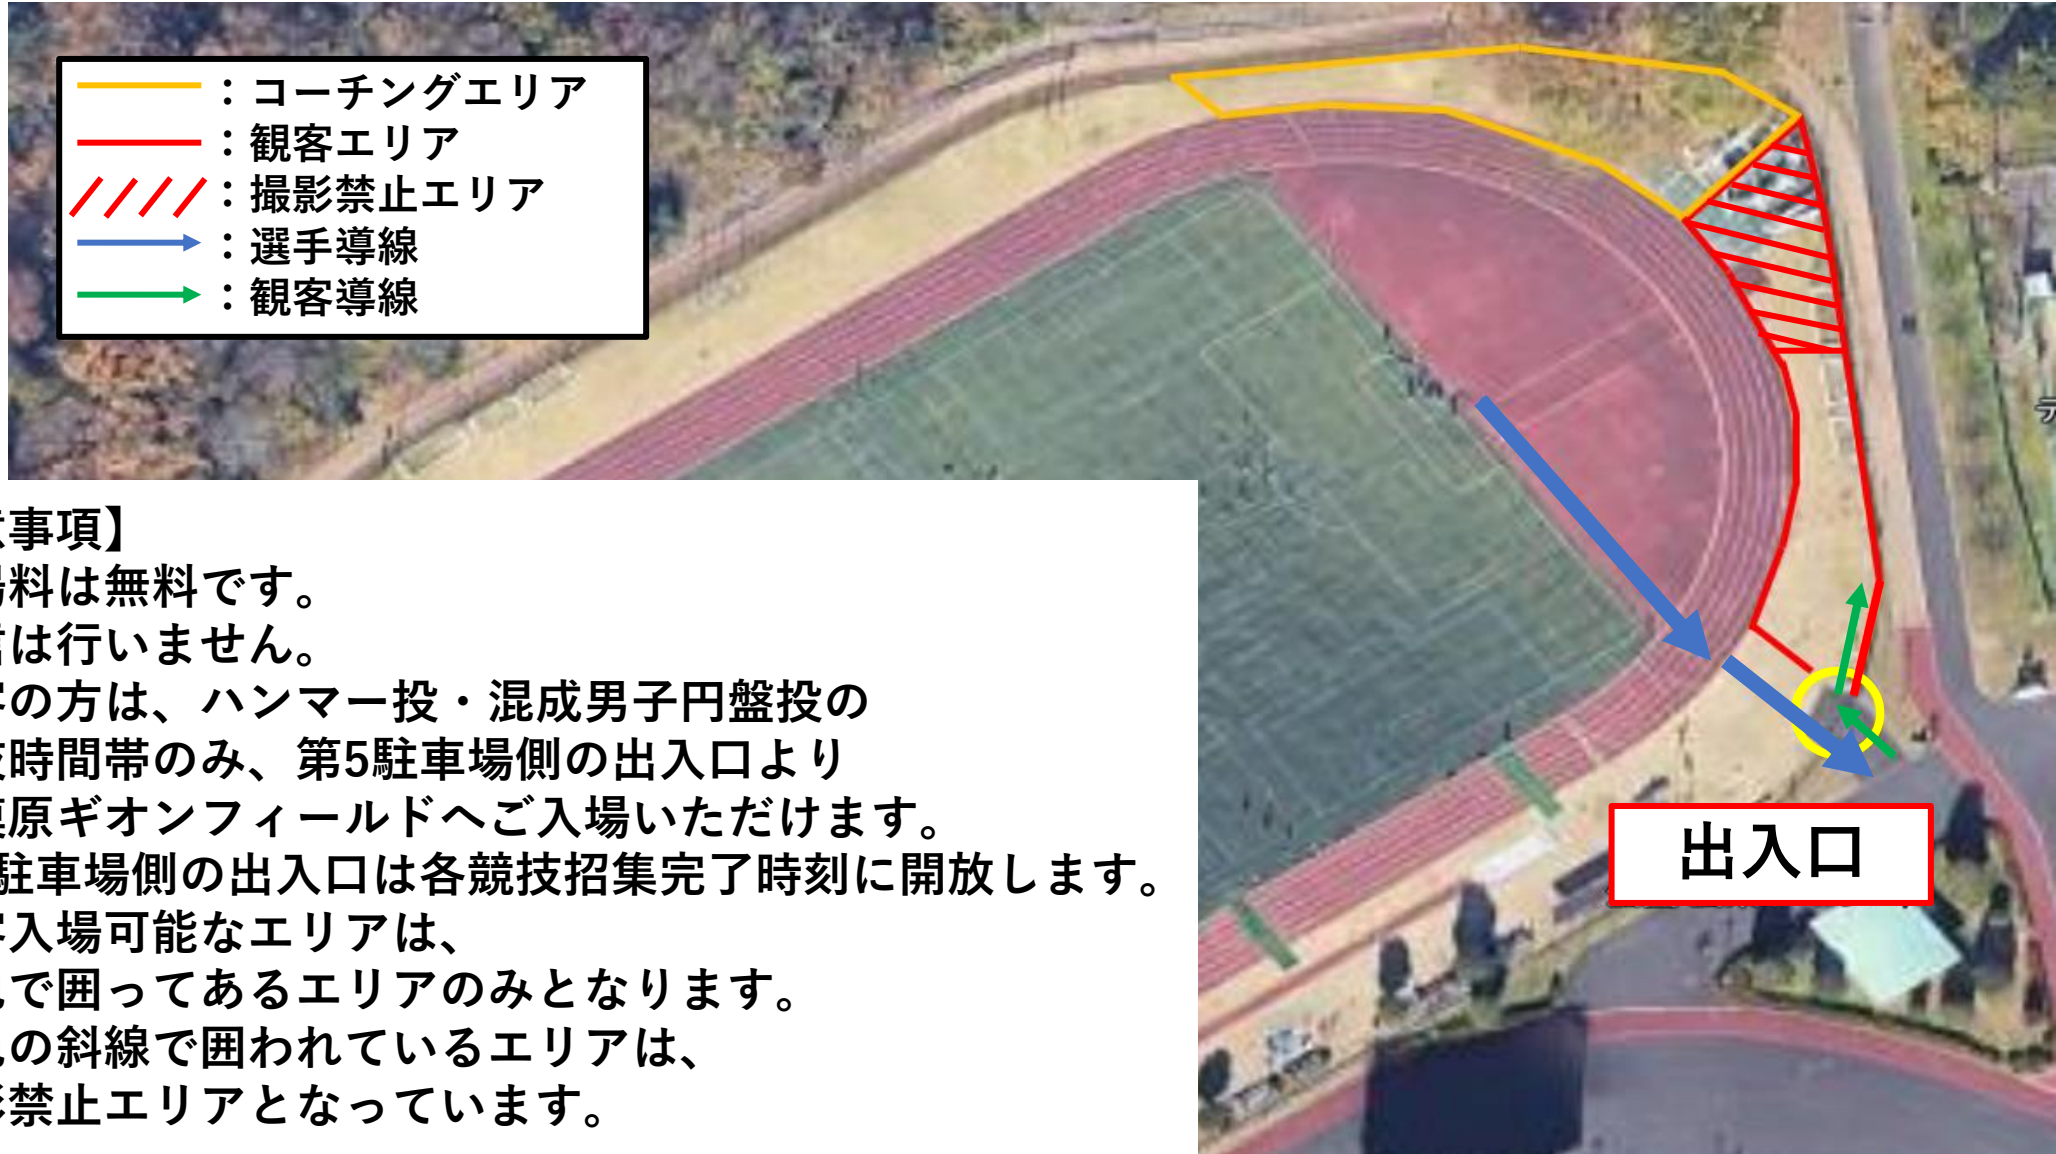 ：コーチングエリア
：観客エリア
：撮影禁止エリア
：選手導線
：観客導線
事項】
料は無料です。
は行いません。
の方は、ハンマー投・混成男子円盤投の
時間帯のみ、第5駐車場側の出入口より
原ギオンフィールドへご入場いただけます。
駐車場側の出入口は各競技招集完了時刻に開放します。
入場可能なエリアは、
で囲ってあるエリアのみとなります。
の斜線で囲われているエリアは、
禁止エリアとなっています。
出入口